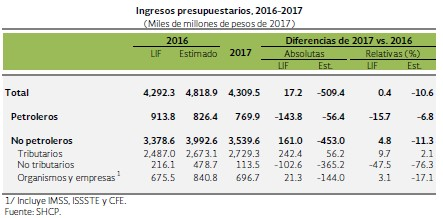 Ingresos presupuestarios, 2016-2017
(Miles de millones de pesos de 2017)
2016 2017 Diferencias de 2017 vs. 2016
Absolutas Relativas (%)
LIF Estimado LIF Est. LIF Est.
Total 4,292.3 4,818.9 4,309.5 17.2 -509.4 0.4 -10.6
Petroleros 913.8 826.4 769.9 -143.8 -56.4 -15.7 -6.8
No petroleros 3,378.6 3,992.6 3,539.6 161.0 -453.0 4.8 -11.3
Tributarios 2,487.0 2,673.1 2,729.3 242.4 56.2 9.7 2.1
No tributarios 216.1 478.7 113.5 -102.6 -365.2 -47.5 -76.3
Organismos y empresas 1 675.5 840.8 696.7 21.3 -144.0 3.1 -17.1
1/ Incluye IMSS, ISSSTE y CFE.
Fuente: SHCP.